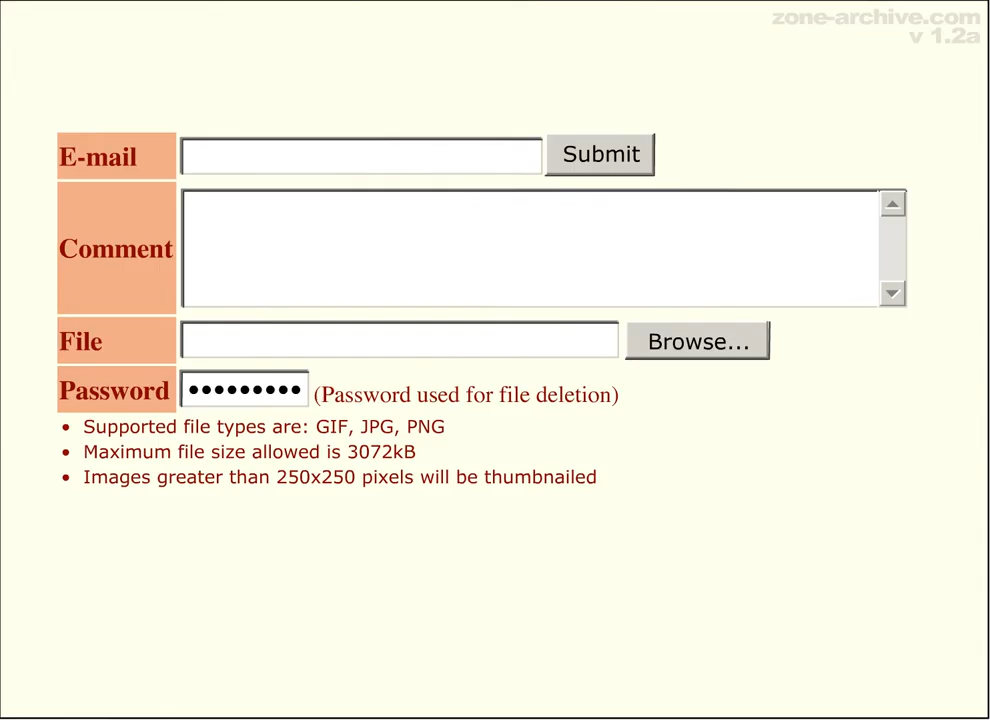 zone-archive.com
v 1.2a
E-mail Submit
Comment
File Browse...
Password ●●●●●●●●● (Password used for file deletion)
• Supported file types are: GIF, JPG, PNG
• Maximum file size allowed is 3072kB
• Images greater than 250x250 pixels will be thumbnailed